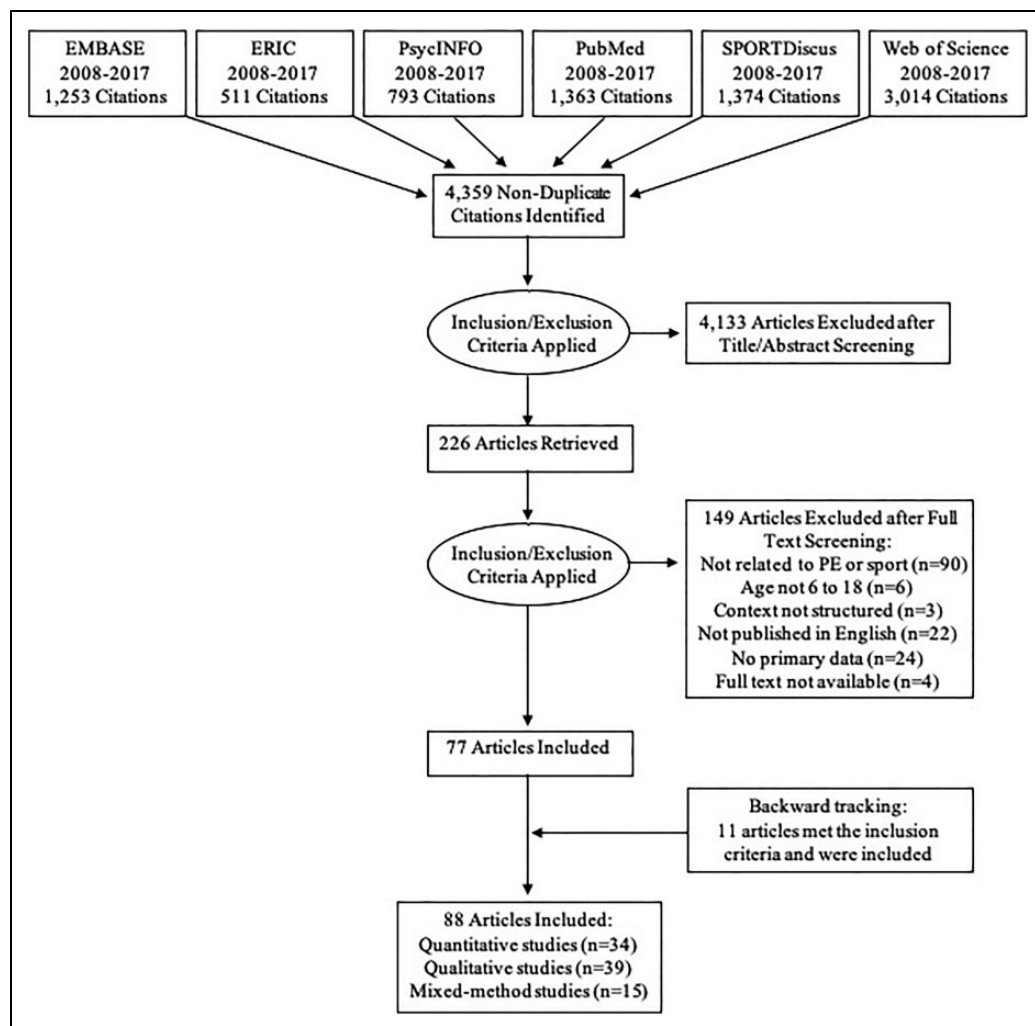 EMBASE
2008-2017
1,253 Citations
ERIC
2008-2017
511 Citations
PsycINFO
2008-2017
793 Citations
PubMed
2008-2017
1,363 Citations
SPORTDiscus
2008-2017
1,374 Citations
Web of Science
2008-2017
3,014 Citations
4,359 Non-Duplicate
Citations Identified
Inclusion/Exclusion
Criteria Applied
4,133 Articles Excluded after
Title/Abstract Screening
226 Articles Retrieved
Inclusion/Exclusion
Criteria Applied
149 Articles Excluded after Full
Text Screening:
Not related to PE or sport (n=90)
Age not 6 to 18 (n=6)
Context not structured (n=3)
Not published in English (n=22)
No primary data (n=24)
Full text not available (n=4)
77 Articles Included
Backward tracking:
11 articles met the inclusion
criteria and were included
88 Articles Included:
Quantitative studies (n=34)
Qualitative studies (n=39)
Mixed-method studies (n=15)